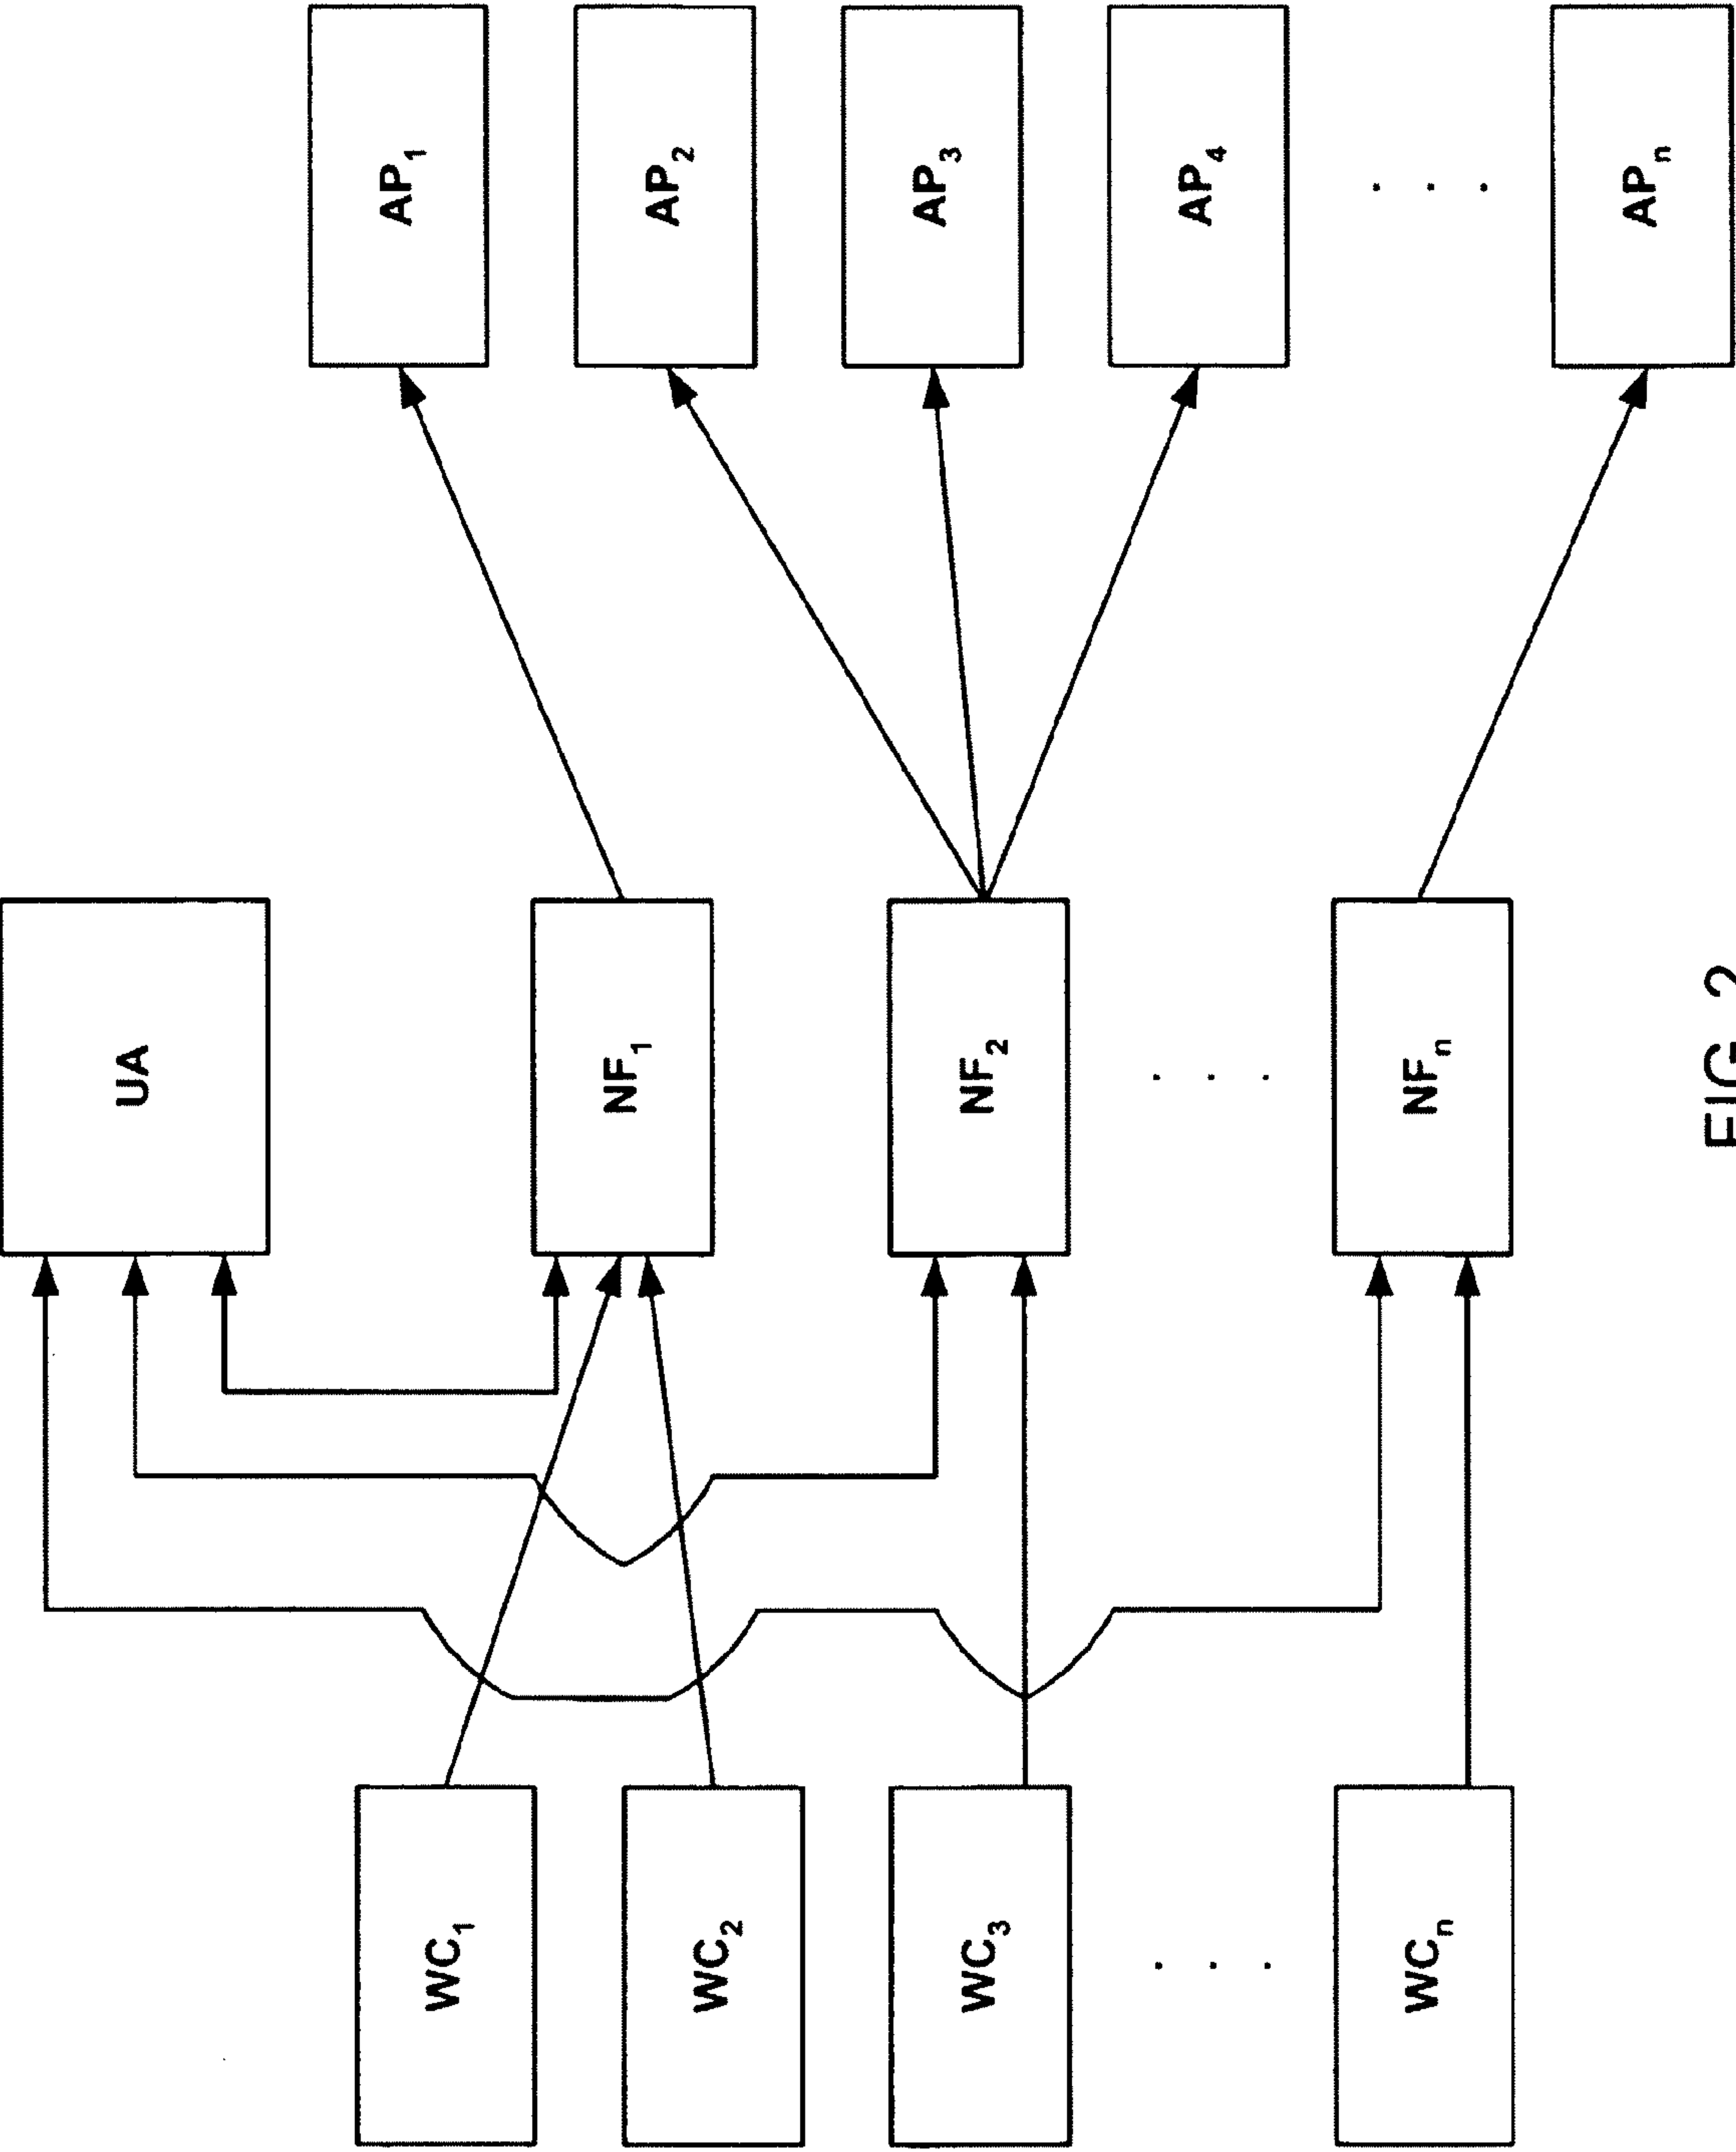 UA
WC1
WC2
WC3
. . .
WCn
NF1
NF2
. . .
NFn
AP1
AP2
AP3
AP4
. . .
APn
FIG. 2